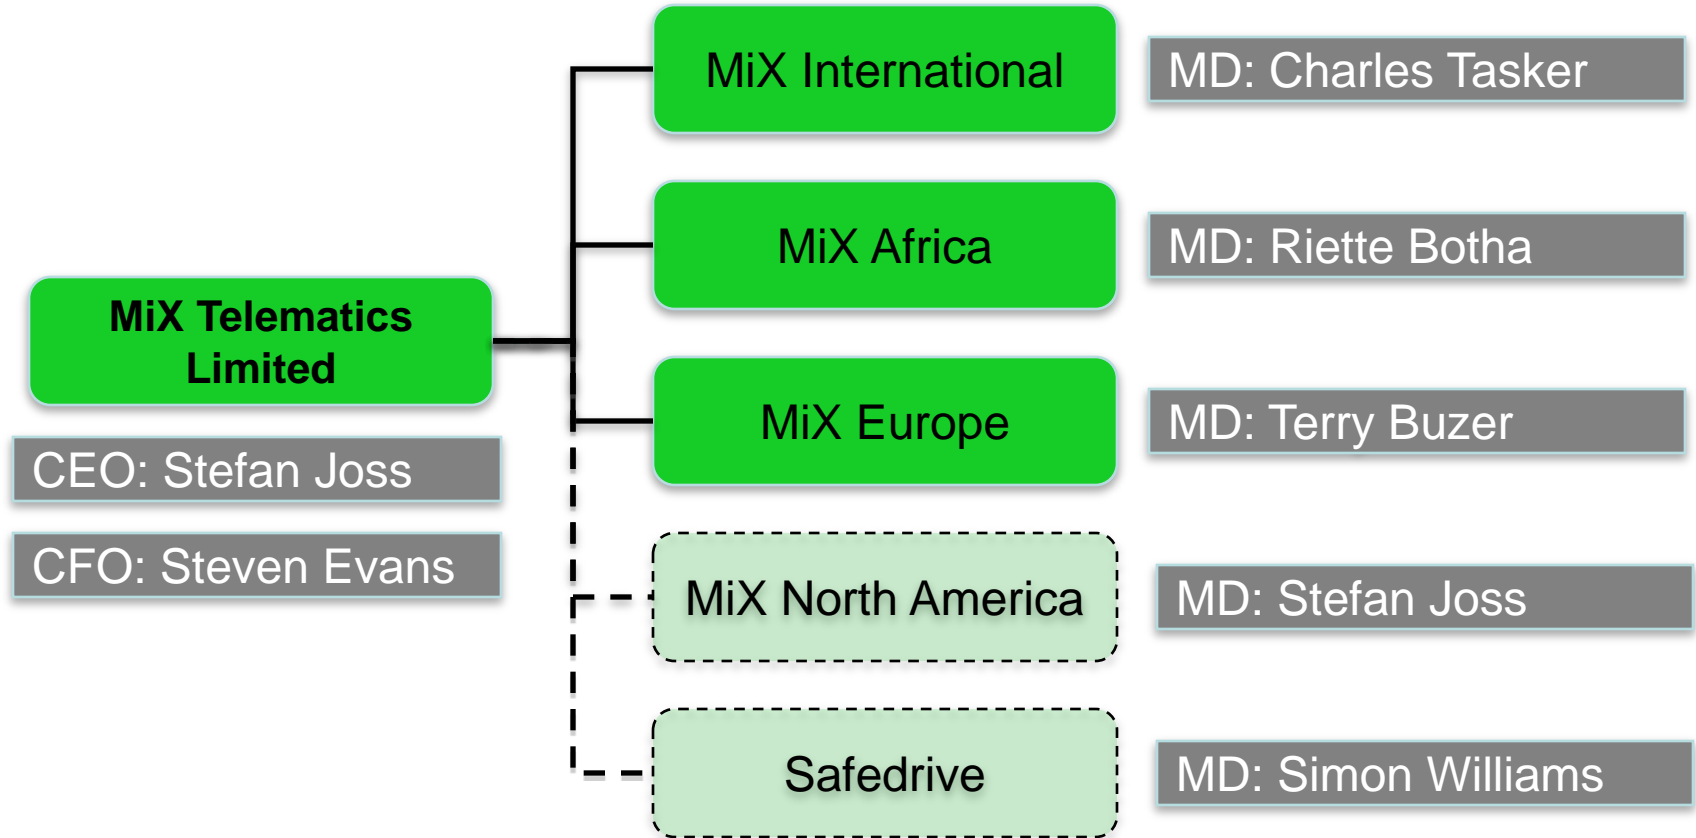 MiX International
MD: Charles Tasker
MiX Africa
MD: Riette Botha
MiX Telematics
Limited
MiX Europe
MD: Terry Buzer
CEO: Stefan Joss
CFO: Steven Evans
MiX North America
MD: Stefan Joss
Safedrive
MD: Simon Williams